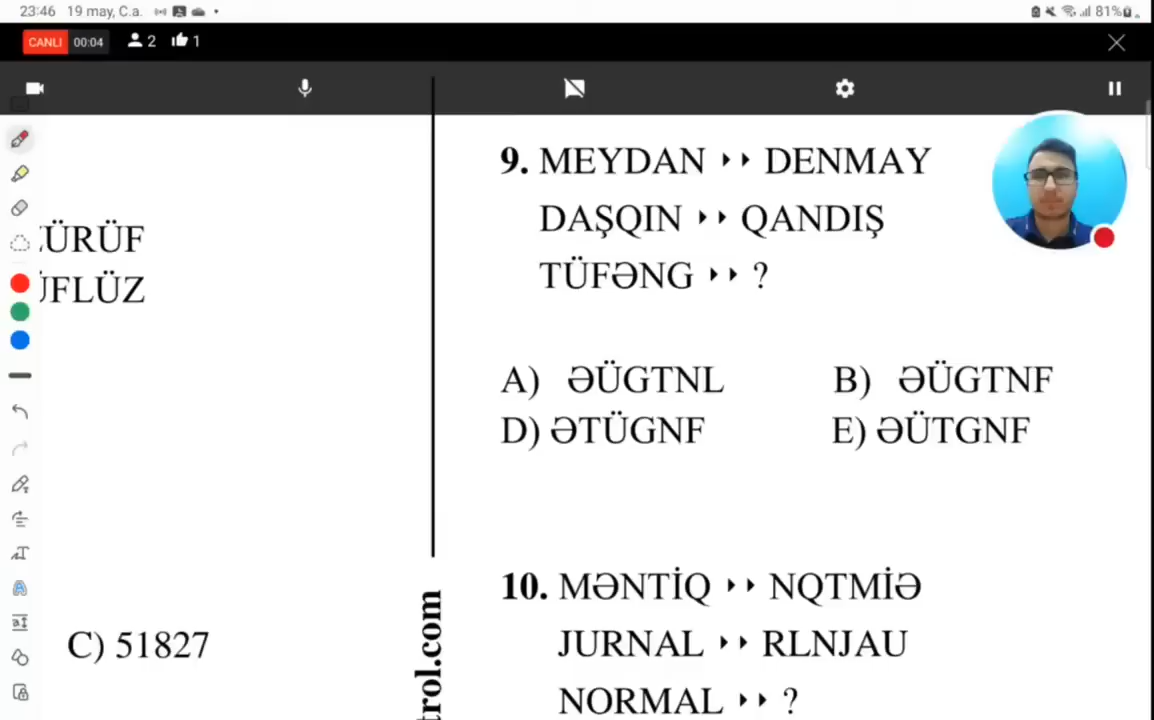 23:46 19 may, C.a.
81%
CANLI 00:04 2 1
ÜRÜF
FLÜZ
C) 51827
trol.com
9. MEYDAN ‣‣ DENMAY
DAŞQIN ‣‣ QANDIŞ
TÜFƏNG ‣‣ ?
A) ƏÜGTNL B) ƏÜGTNF
D) ƏTÜGNF E) ƏÜTGNF
10. MƏNTİQ ‣‣ NQTMİƏ
JURNAL ‣‣ RLNJAU
NORMAL ‣‣ ?